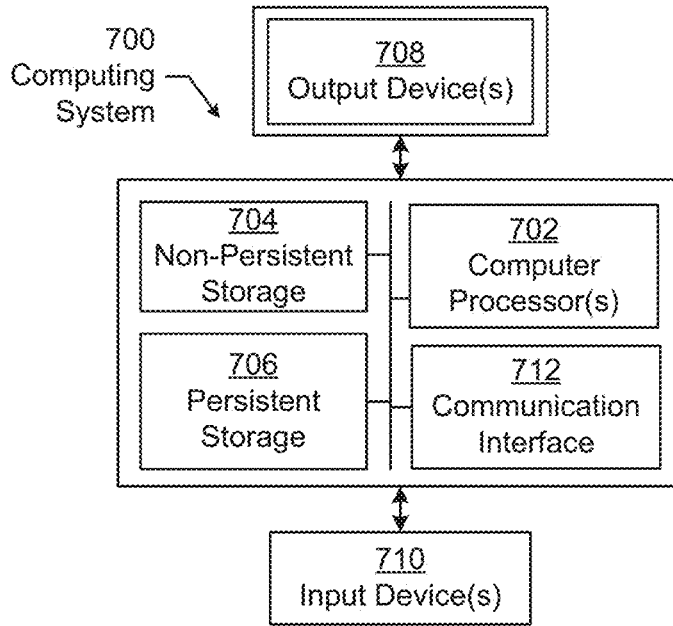 700
Computing
System
708
Output Device(s)
704
Non-Persistent
Storage
702
Computer
Processor(s)
706
Persistent
Storage
712
Communication
Interface
710
Input Device(s)